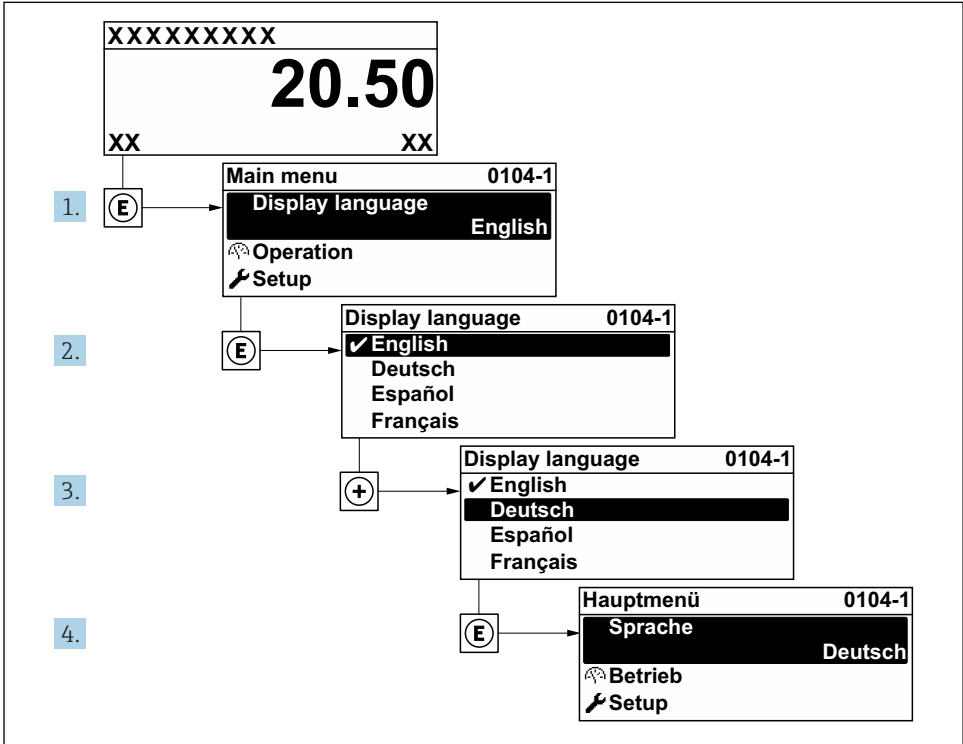 XXXXXXXXX
20.50
XX XX
1. E
Main menu 0104-1
Display language
English
Operation
Setup
2. E
Display language 0104-1
✔English
Deutsch
Español
Français
3. +
Display language 0104-1
✔English
Deutsch
Español
Français
4. E
Hauptmenü 0104-1
Sprache
Deutsch
Betrieb
Setup